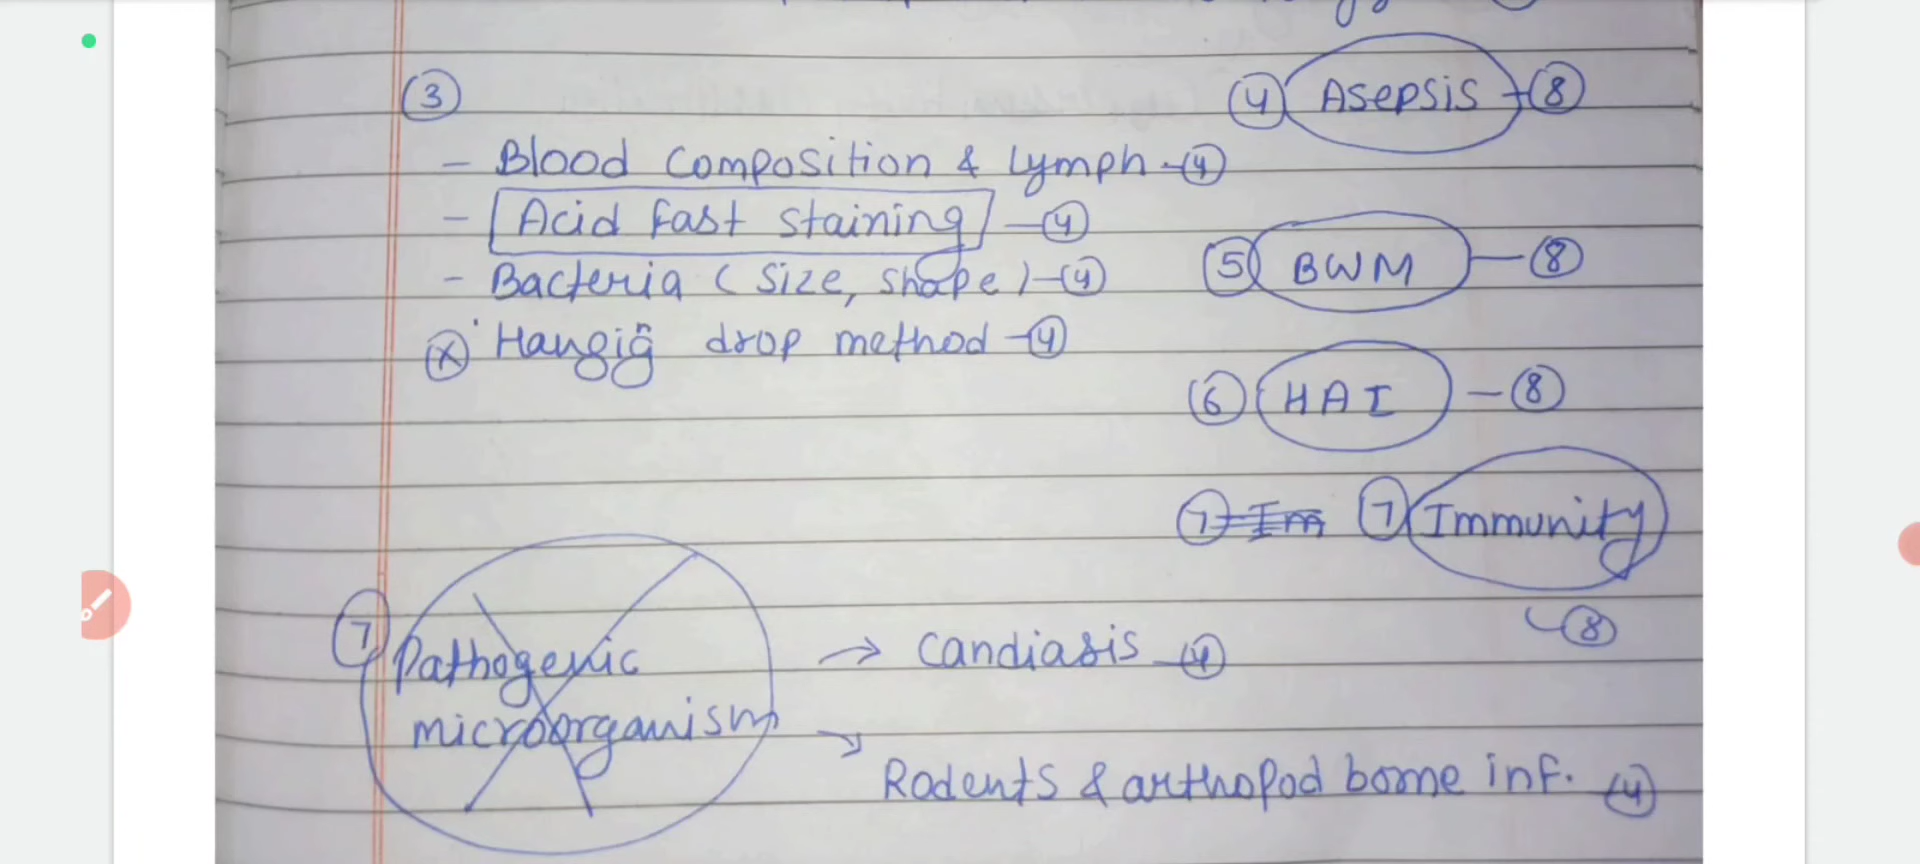 ③
- Blood composition & Lymph -④
- Acid Fast staining -④
- Bacteria (size, shape) -④
ⓧ Hangign drop method -④
④ Asepsis -⑧
⑤ BWM -⑧
⑥ HAI -⑧
⑦ Im ⑦ Immunity
-⑧
⑦ Pathogenic
microorganism
→ Candiasis -④
→ Rodents & arthopod borne inf. ④